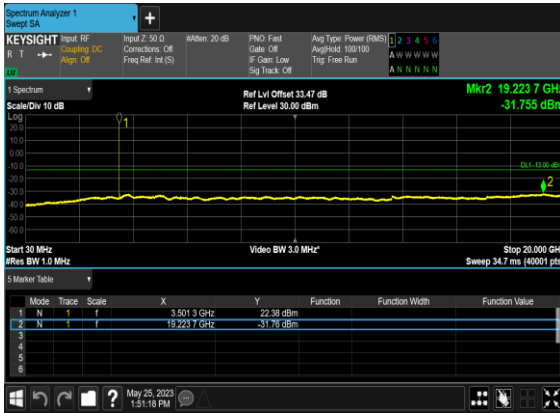 Spectrum Analyzer 1
Swept SA
+
KEYSIGHT Input: RF Input Z: 50 Ω #Atten: 20 dB PNO: Fast Avg Type: Power (RMS) 1 2 3 4 5 6
R T Coupling: DC Corrections: Off Gate: Off Avg|Hold: 100/100 A W W W W W
Align: Off Freq Ref: Int (S) IF Gain: Low Trig: Free Run
Sig Track: Off A N N N N N
1 Spectrum Ref Lvl Offset 33.47 dB Mkr2 19.223 7 GHz
Scale/Div 10 dB Ref Level 30.00 dBm -31.755 dBm
Log
20.0
10.0
0.00
-10.0
-20.0
-30.0
-40.0
-50.0
-60.0
1
DL1 -13.00 dBm
2
Start 30 MHz Video BW 3.0 MHz* Stop 20.000 GH
#Res BW 1.0 MHz Sweep 34.7 ms (40001 pts
5 Marker Table
Mode Trace Scale X Y Function Function Width Function Value
1 N 1 f 3.501 3 GHz 22.38 dBm
2 N 1 f 19.223 7 GHz -31.76 dBm
3
4
5
6
? May 25, 2023
1:51:18 PM